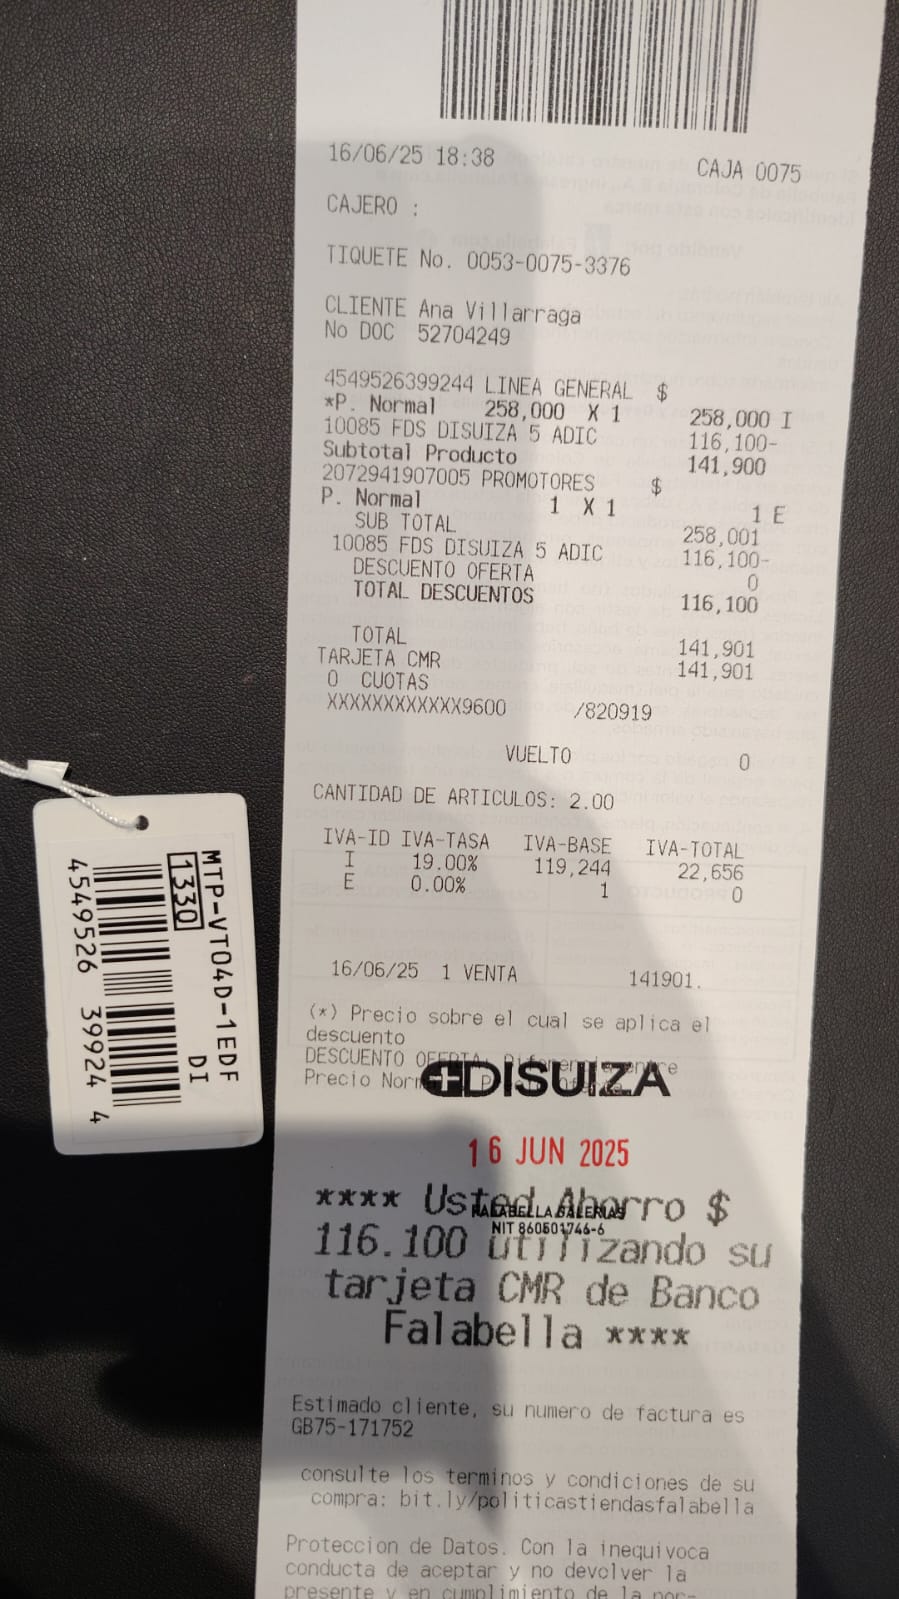 16/06/25 18:38 CAJA 0075
CAJERO :
TIQUETE No. 0053-0075-3376
CLIENTE Ana Villarraga
No DOC 52704249
4549526399244 LINEA GENERAL $
*P. Normal 258,000 X 1 258,000 I
10085 FDS DISUIZA 5 ADIC 116,100-
Subtotal Producto 141,900
2072941907005 PROMOTORES $
P. Normal 1 X 1 1 E
SUB TOTAL 258,001
10085 FDS DISUIZA 5 ADIC 116,100-
DESCUENTO OFERTA 0
TOTAL DESCUENTOS 116,100
TOTAL 141,901
TARJETA CMR 141,901
0 CUOTAS
XXXXXXXXXXXX9600 /820919
VUELTO 0
CANTIDAD DE ARTICULOS: 2.00
IVA-ID IVA-TASA IVA-BASE IVA-TOTAL
I 19.00% 119,244 22,656
E 0.00% 1 0
16/06/25 1 VENTA 141901.
(*) Precio sobre el cual se aplica el
descuento
DESCUENTO OFERTA: Diferencia entre
Precio
DISUIZA
16 JUN 2025
FALABELLA GALERIAS
NIT 860501746-6
**** Usted Ahorro $
116.100 utilizando su
tarjeta CMR de Banco
Falabella ****
Estimado cliente, su numero de factura es
GB75-171752
consulte los terminos y condiciones de su
compra: bit.ly/politicastiendasfalabella
Proteccion de Datos. Con la inequivoca
conducta de aceptar y no devolver la
presente y en cumplimiento de la nor-
MTP-VT04D-1EDF
1330 DI
4549526 39924 4